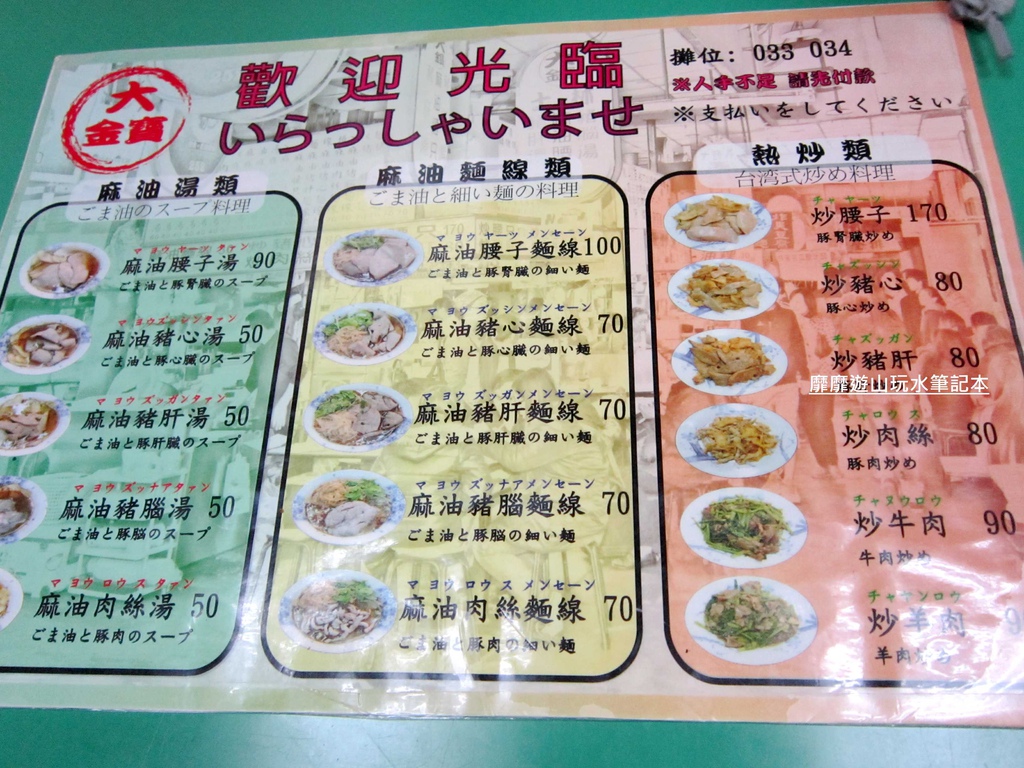 大
金寶
歡迎光臨
いらっしゃいませ
攤位: 033 034
※人手不足 請先付款
※支払いをしてください
麻油湯類
ごま油のスープ料理
マ ヨウ ヤーツ タァン
麻油腰子湯 90
ごま油と豚腎臓のスープ
マ ヨウズッシンタァン
麻油豬心湯 50
ごま油と豚心臓のスープ
マ ヨウ ズッガンタァン
麻油豬肝湯 50
ごま油と豚肝臓のスープ
マ ヨウ ズッナアタァン
麻油豬腦湯 50
ごま油と豚脳のスープ
マ ヨウ ロウ ス タァン
麻油肉絲湯 50
ごま油と豚肉のスープ
麻油麵線類
ごま油と細い麺の料理
マ ヨウ ヤーツ メンセーン
麻油腰子麵線 100
ごま油と豚腎臓の細い麺
マ ヨウ ズッシンメンセーン
麻油豬心麵線 70
ごま油と豚心臓の細い麺
マ ヨウ ズッガンメンセーン
麻油豬肝麵線 70
ごま油と豚肝臓の細い麺
マ ヨウ ズッナアメンセーン
麻油豬腦麵線 70
ごま油と豚脳の細い麺
マ ヨウ ロウ ス メンセーン
麻油肉絲麵線 70
ごま油と豚肉の細い麺
熱炒類
台湾式炒め料理
チャ ヤーツ
炒腰子 170
豚腎臓炒め
チャズッシン
炒豬心 80
豚心炒め
チャズッガン
炒豬肝 80
靡靡遊山玩水筆記本
チャロウ ス
炒肉絲 80
豚肉炒め
チャヌウロウ
炒牛肉 90
牛肉炒め
チャヤンロウ
炒羊肉
羊肉炒め